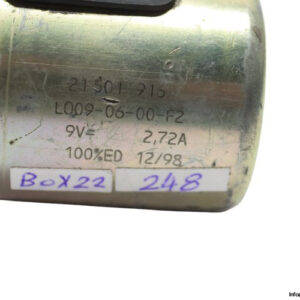 21501 915
L009-06-00-F2
9V= 2,72A
100%ED 12/98
BOX22 248